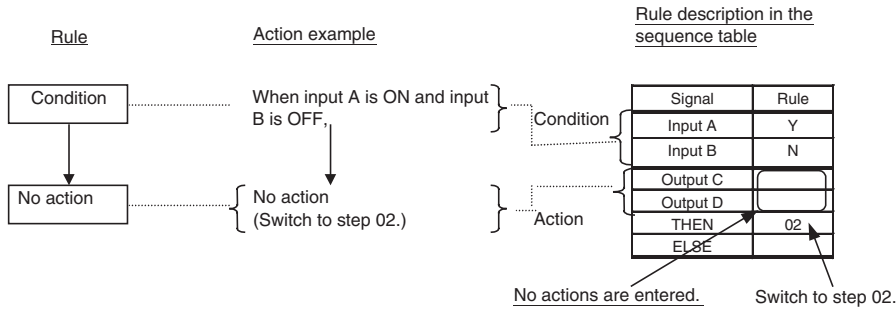 Rule
Action example
Rule description in the
sequence table
Condition
When input A is ON and input
B is OFF,
Condition
Signal Rule
Input A Y
Input B N
No action
No action
(Switch to step 02.)
Action
Output C
Output D
THEN 02
ELSE
No actions are entered.
Switch to step 02.